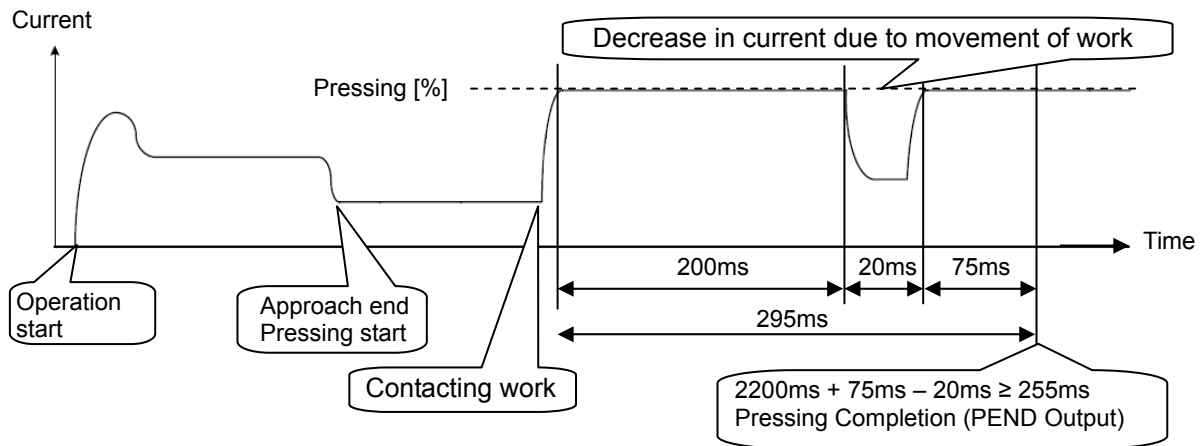 Current
Decrease in current due to movement of work
Pressing [%]
Time
200ms
20ms
75ms
Operation
start
Approach end
Pressing start
295ms
Contacting work
2200ms + 75ms – 20ms ≥ 255ms
Pressing Completion (PEND Output)